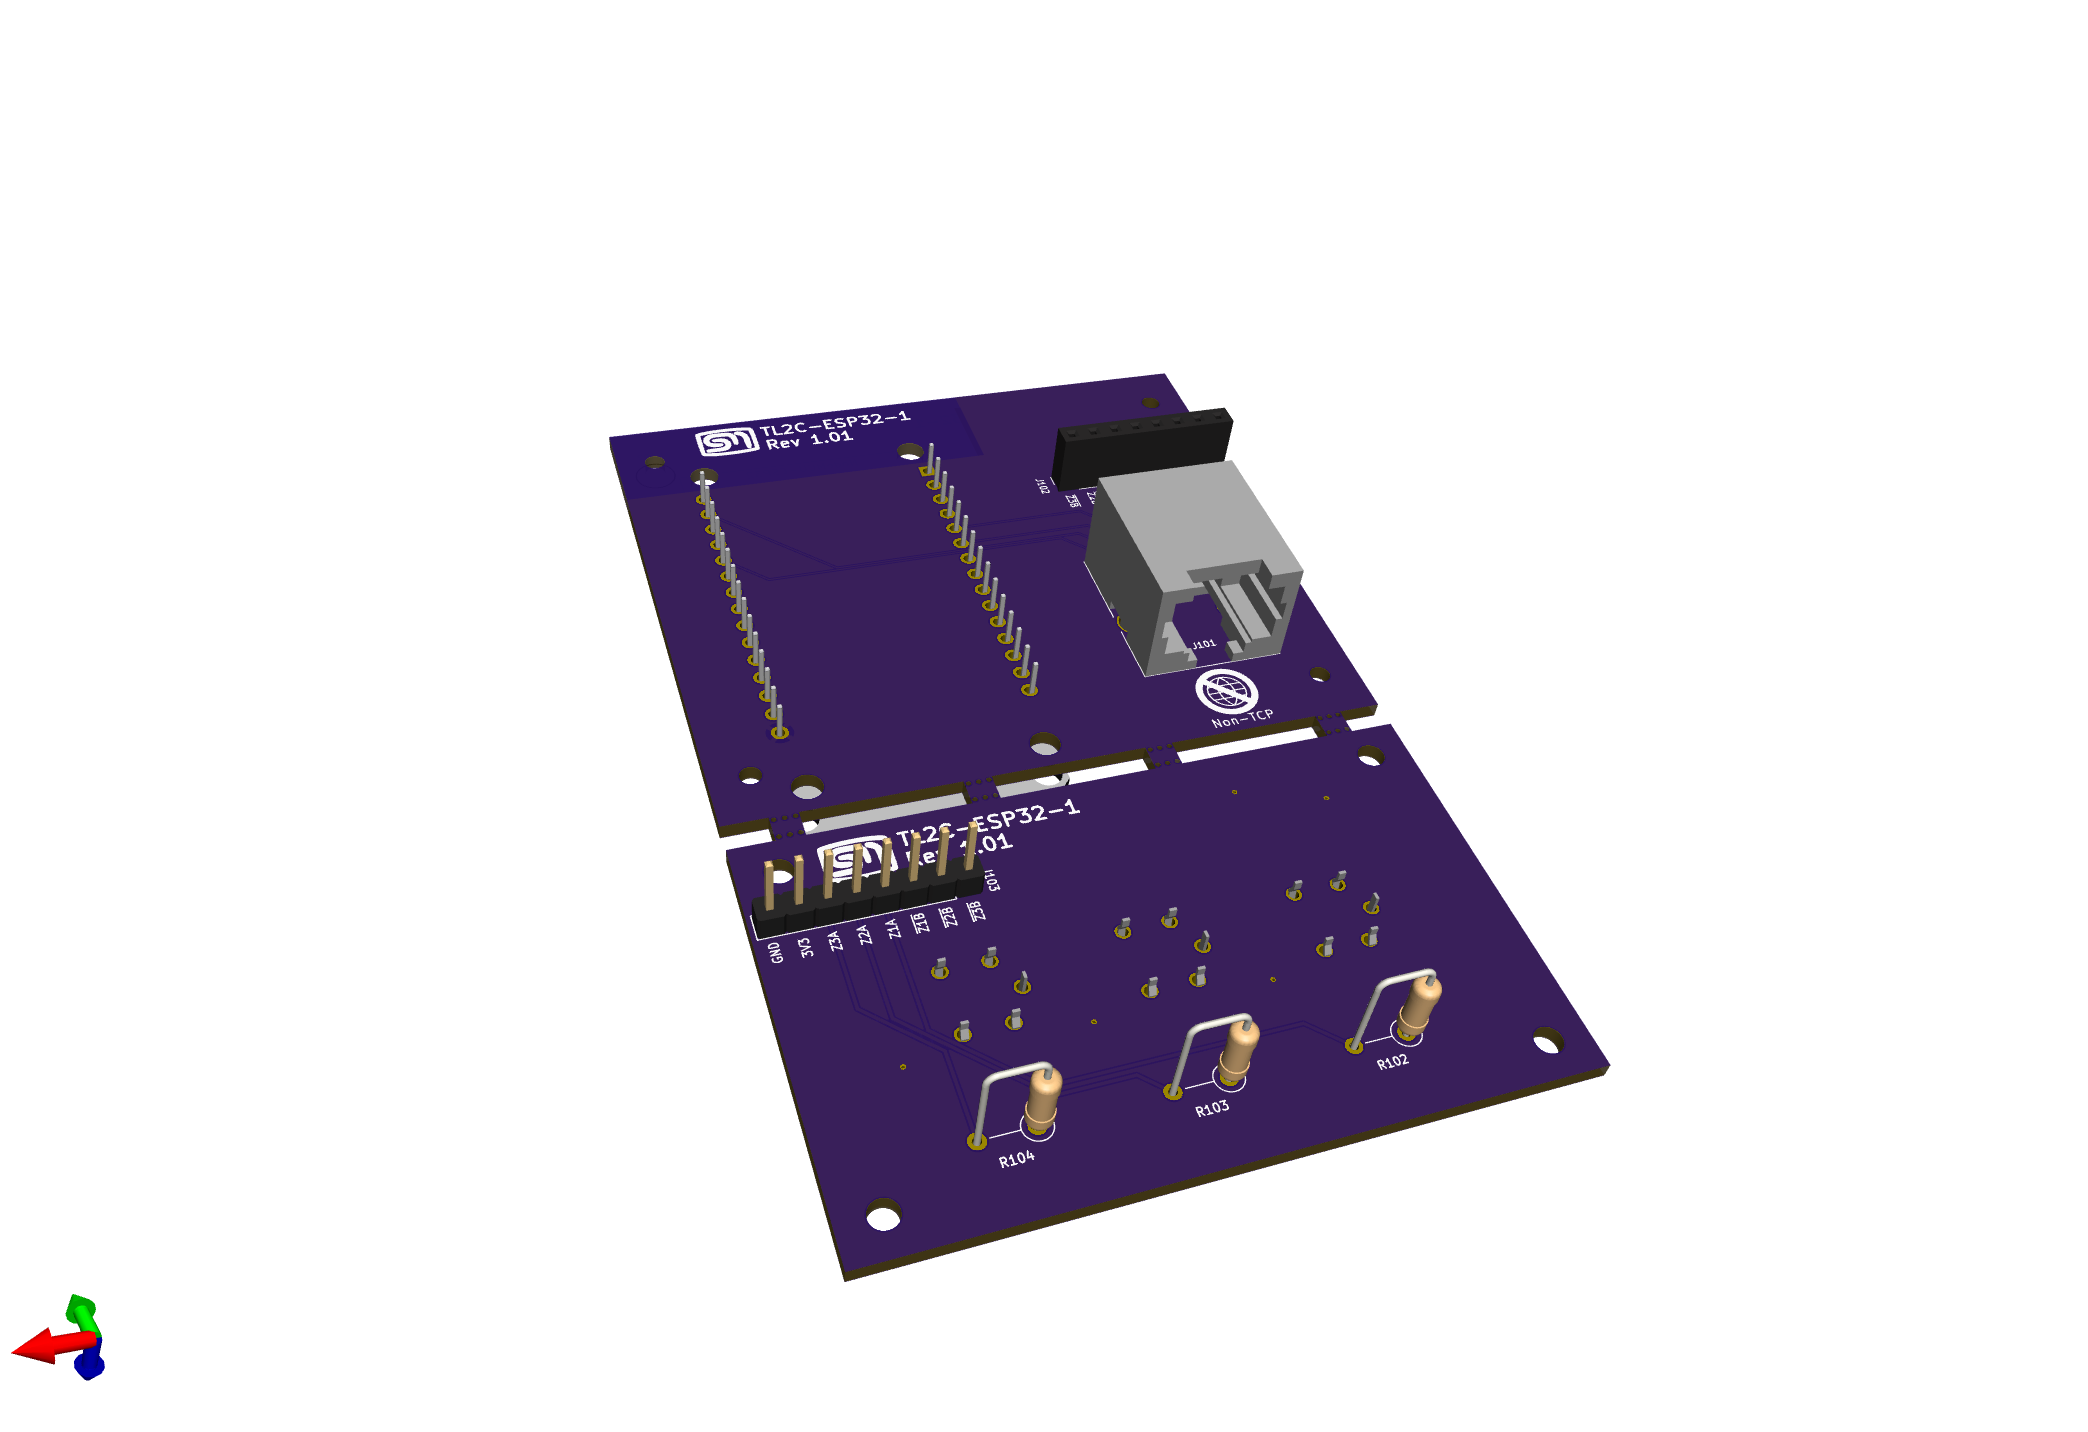 TL2C-ESP32-1
Rev 1.01
J102
Z3B
J101
Non-TCP
TL2C-ESP32-1
Rev 1.01
J103
GND
3V3
Z3A
Z2A
Z1A
Z1B
Z2B
Z3B
R102
R103
R104